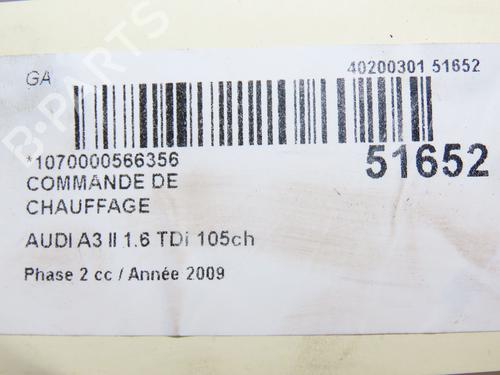 GA
40200301 51652
*1070000566356
51652
COMMANDE DE
CHAUFFAGE
AUDI A3 II 1.6 TDi 105ch
Phase 2 cc / Année 2009
B-PARTS